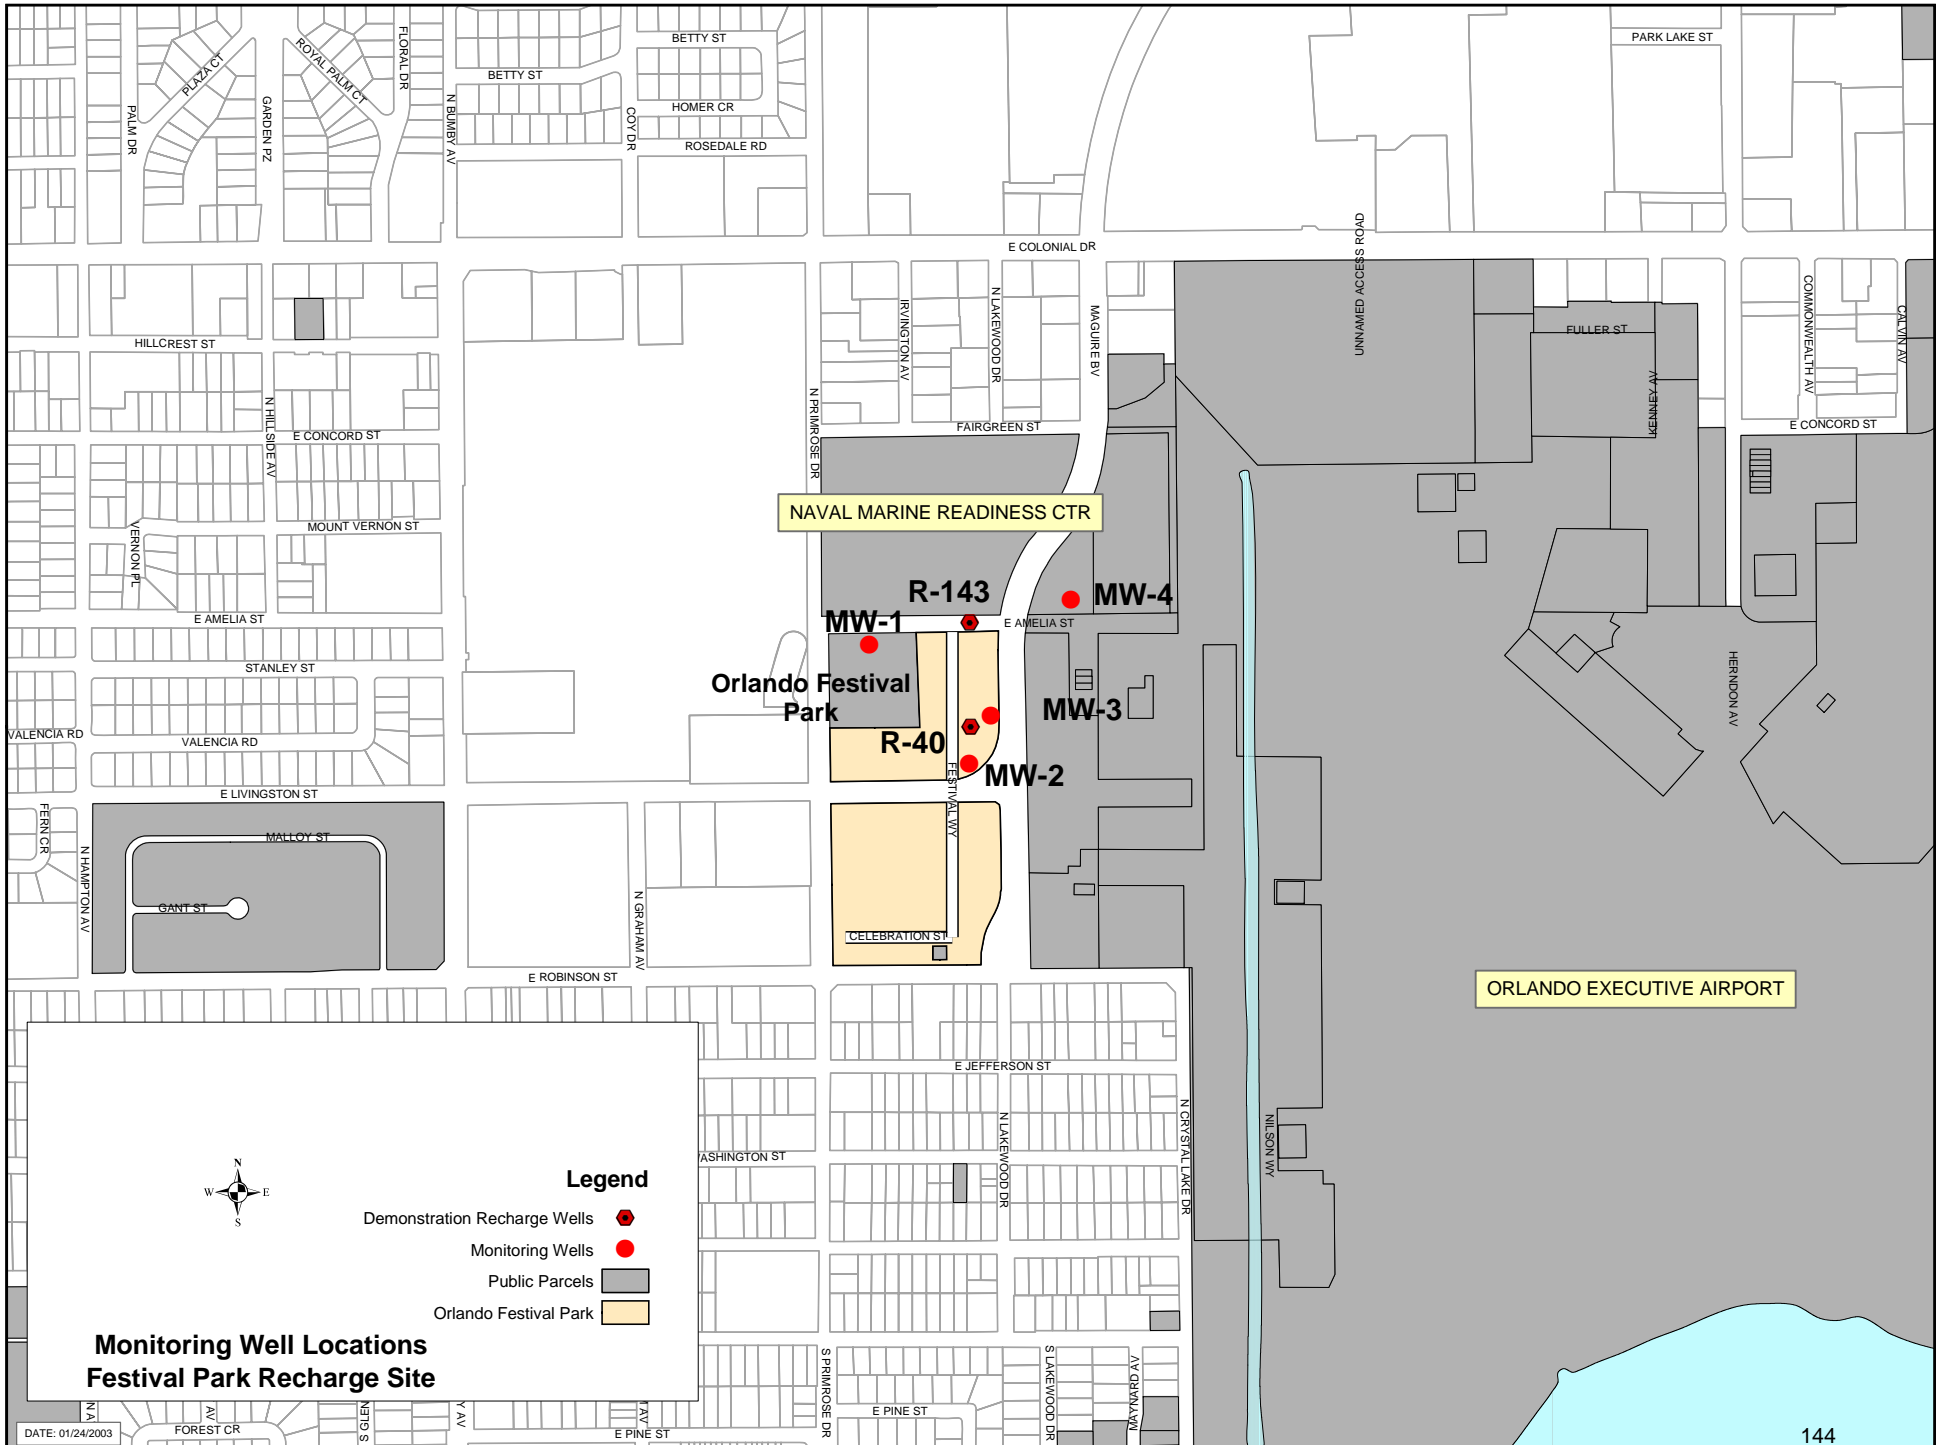 BETTY ST
PARK LAKE ST
FLORAL DR
ROYAL PALM CT
PLAZA CT
BETTY ST
HOMER CR
PALM DR
GARDEN PZ
N BUMBY AV
COY DR
ROSEDALE RD
E COLONIAL DR
UNNAMED ACCESS ROAD
HILLCREST ST
IRVINGTON AV
N LAKEWOOD DR
MAGUIRE BV
FULLER ST
COMMONWEALTH AV
CALVIN AV
N HILLSIDE AV
E CONCORD ST
N PRIMROSE DR
FAIRGREEN ST
KENNEY AV
E CONCORD ST
NAVAL MARINE READINESS CTR
MOUNT VERNON ST
VERNON PL
R-143
MW-4
E AMELIA ST
MW-1
E AMELIA ST
STANLEY ST
Orlando Festival
Park
MW-3
HERNDON AV
VALENCIA RD
VALENCIA RD
R-40
MW-2
FESTIVAL WY
E LIVINGSTON ST
FERN CR
MALLOY ST
N HAMPTON AV
GANT ST
N GRAHAM AV
CELEBRATION ST
E ROBINSON ST
ORLANDO EXECUTIVE AIRPORT
E JEFFERSON ST
N LAKEWOOD DR
N CRYSTAL LAKE DR
NILSON WY
ASHINGTON ST
N
W E
S
Legend
Demonstration Recharge Wells
Monitoring Wells
Public Parcels
Orlando Festival Park
Monitoring Well Locations
Festival Park Recharge Site
S PRIMROSE DR
S LAKEWOOD DR
MAYNARD AV
N A
AV
S GLEN
Y AV
AV
E PINE ST
FOREST CR
E PINE ST
DATE: 01/24/2003
144